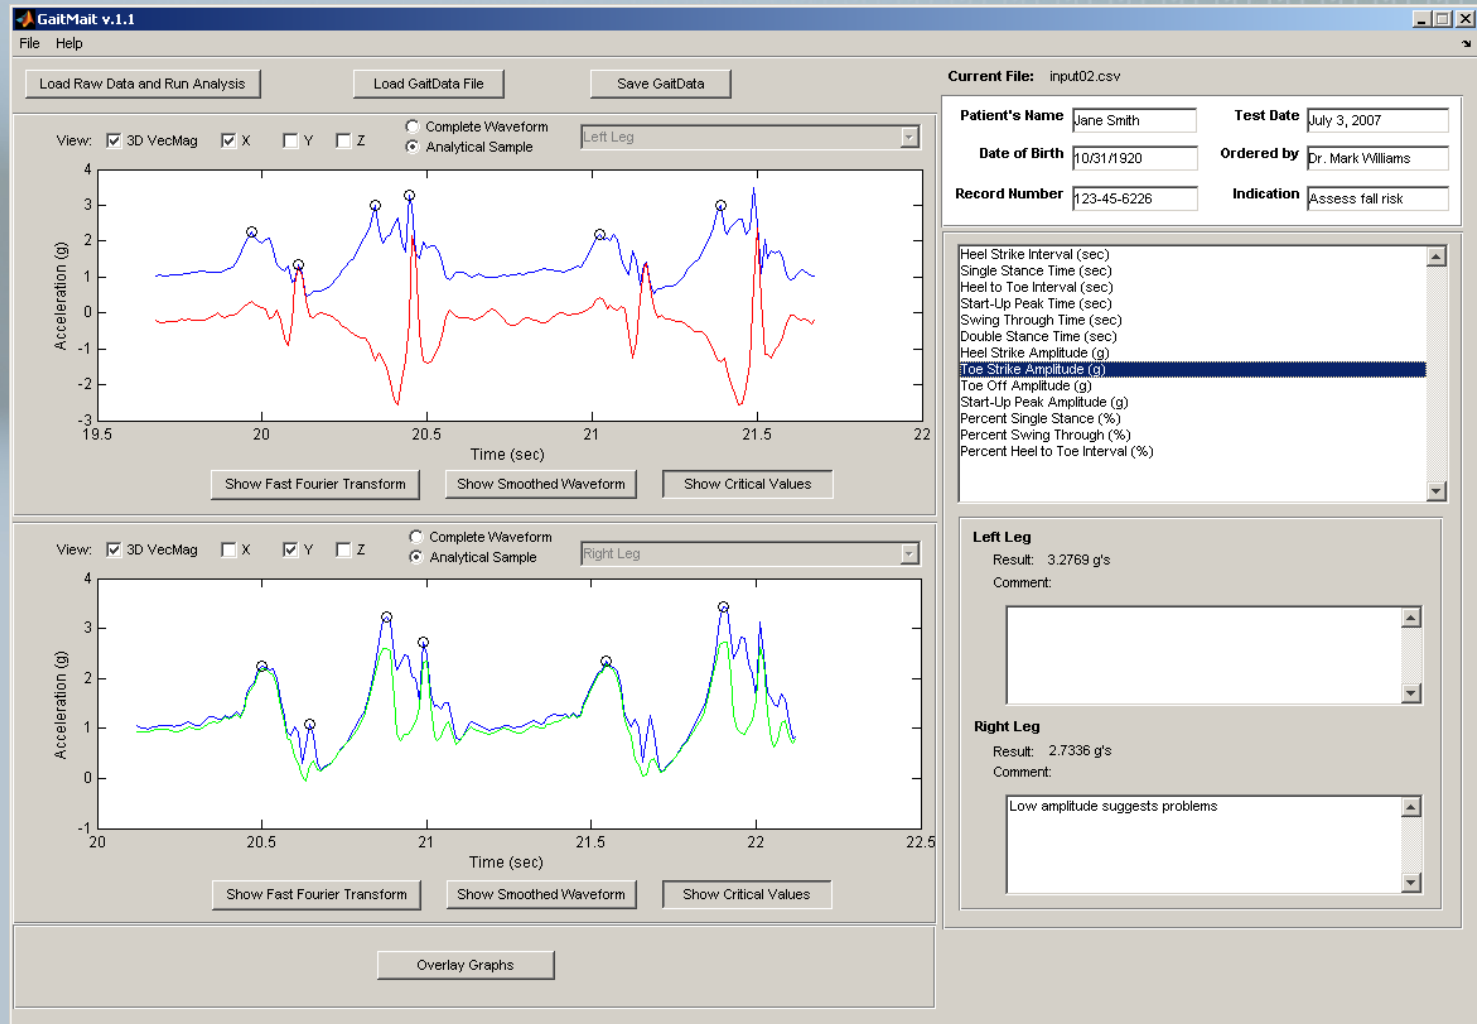 GaitMait v.1.1
File Help
Load Raw Data and Run Analysis
Load GaitData File
Save GaitData
View: 3D VecMag X Y Z
Complete Waveform
Analytical Sample
Left Leg
4
3
2
1
0
-1
-2
-3
Acceleration (g)
19.5 20 20.5 21 21.5 22
Time (sec)
Show Fast Fourier Transform
Show Smoothed Waveform
Show Critical Values
View: 3D VecMag X Y Z
Complete Waveform
Analytical Sample
Right Leg
4
3
2
1
0
-1
Acceleration (g)
20 20.5 21 21.5 22 22.5
Time (sec)
Show Fast Fourier Transform
Show Smoothed Waveform
Show Critical Values
Overlay Graphs
Current File: input02.csv
Patient's Name Jane Smith
Test Date July 3, 2007
Date of Birth 10/31/1920
Ordered by Dr. Mark Williams
Record Number 123-45-6226
Indication Assess fall risk
Heel Strike Interval (sec)
Single Stance Time (sec)
Heel to Toe Interval (sec)
Start-Up Peak Time (sec)
Swing Through Time (sec)
Double Stance Time (sec)
Heel Strike Amplitude (g)
Toe Strike Amplitude (g)
Toe Off Amplitude (g)
Start-Up Peak Amplitude (g)
Percent Single Stance (%)
Percent Swing Through (%)
Percent Heel to Toe Interval (%)
Left Leg
Result: 3.2769 g's
Comment:
Right Leg
Result: 2.7336 g's
Comment:
Low amplitude suggests problems